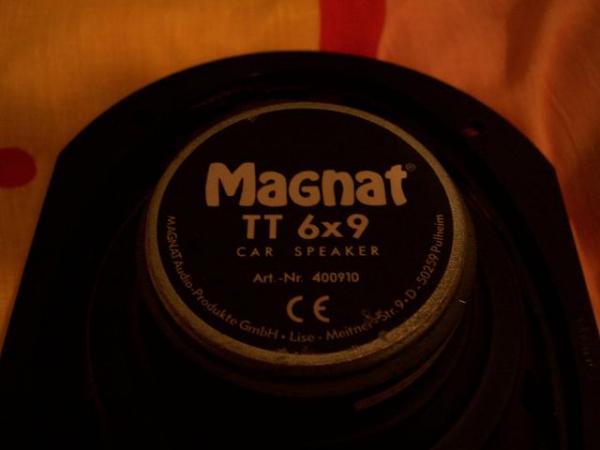 Magnat®
TT 6x9
CAR SPEAKER
Art.-Nr. 400910
CE
MAGNAT Audio-Produkte GmbH · Lise-Meitner-Str. 9 · D-50259 Pulheim